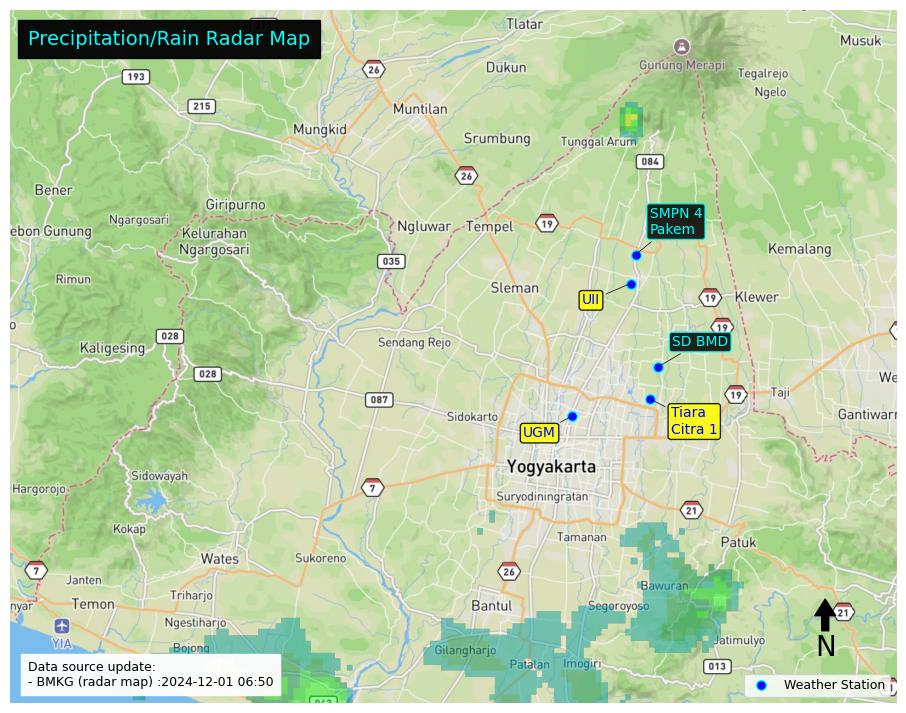 Precipitation/Rain Radar Map
Tlatar
Musuk
26
Dukun
Gunung Merapi
Tegalrejo
193
Ngelo
215
Muntilan
Mungkid
Srumbung
Tunggal Arum
084
26
Bener
Giripurno
SMPN 4
Pakem
Ngargosari
ebon Gunung
Kelurahan
Ngargosari
Ngluwar
Tempel
19
Kemalang
035
Rimun
Sleman
UII
19
Klewer
19
028
Kaligesing
Sendang Rejo
SD BMD
028
087
19
Taji
We
Sidokarto
UGM
Tiara
Citra 1
Gantiwarn
Yogyakarta
Sidowayah
Hargorojo
7
Suryodiningratan
21
Kokap
Tamanan
Patuk
Wates
Sukoreno
7
26
Janten
Bawuran
nyar
Temon
Triharjo
Bantul
Segoroyoso
21
Ngestiharjo
YIA
Bojong
Gilangharjo
Jatimulyo
N
Patalan
Imogiri
013
Data source update:
- BMKG (radar map) :2024-12-01 06:50
Weather Station